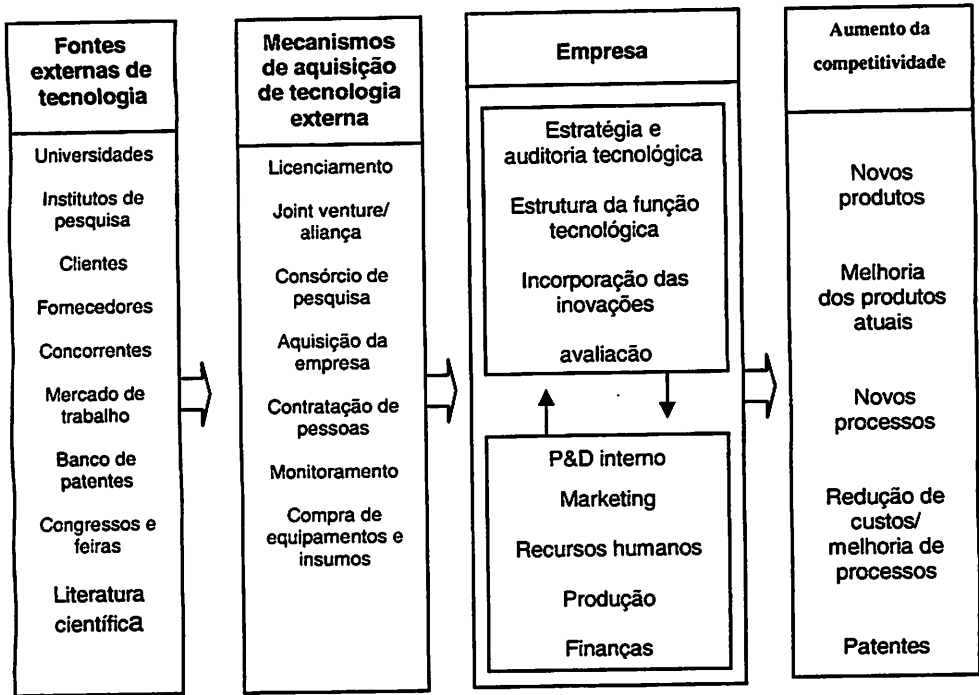 Fontes
externas de
tecnologia
Universidades
Institutos de
pesquisa
Clientes
Fornecedores
Concorrentes
Mercado de
trabalho
Banco de
patentes
Congressos e
feiras
Literatura
científica
Mecanismos
de aquisição
de tecnologia
externa
Licenciamento
Joint venture/
aliança
Consórcio de
pesquisa
Aquisição da
empresa
Contratação de
pessoas
Monitoramento
Compra de
equipamentos e
insumos
Empresa
Estratégia e
auditoria tecnológica
Estrutura da função
tecnológica
Incorporação das
inovações
avaliacão
P&D interno
Marketing
Recursos humanos
Produção
Finanças
Aumento da
competitividade
Novos
produtos
Melhoria
dos produtos
atuais
Novos
processos
Redução de
custos/
melhoria de
processos
Patentes